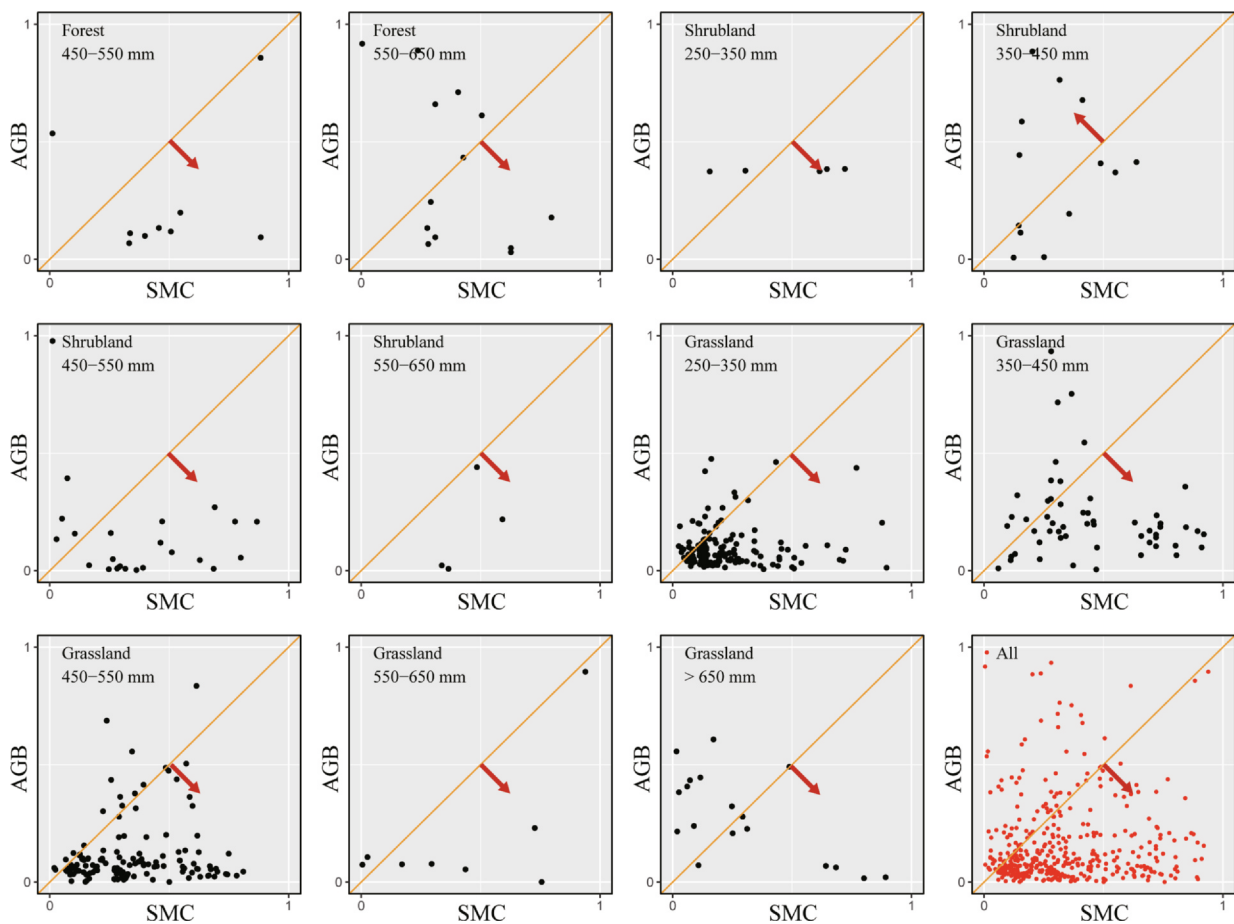 1
Forest
450−550 mm
AGB
0
0
1
SMC
1
Forest
550−650 mm
AGB
0
0
1
SMC
1
Shrubland
250−350 mm
AGB
0
0
1
SMC
1
Shrubland
350−450 mm
AGB
0
0
1
SMC
1
Shrubland
450−550 mm
AGB
0
0
1
SMC
1
Shrubland
550−650 mm
AGB
0
0
1
SMC
1
Grassland
250−350 mm
AGB
0
0
1
SMC
1
Grassland
350−450 mm
AGB
0
0
1
SMC
1
Grassland
450−550 mm
AGB
0
0
1
SMC
1
Grassland
550−650 mm
AGB
0
0
1
SMC
1
Grassland
> 650 mm
AGB
0
0
1
SMC
1
All
AGB
0
0
1
SMC